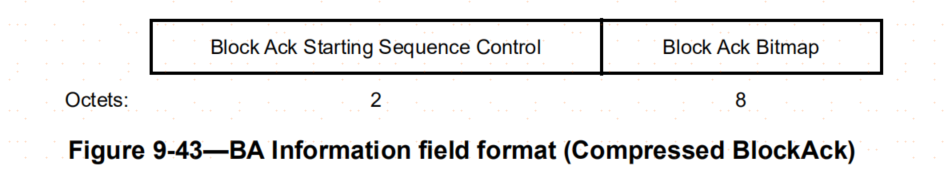 Block Ack Starting Sequence Control Block Ack Bitmap
Octets: 2 8
Figure 9-43—BA Information field format (Compressed BlockAck)